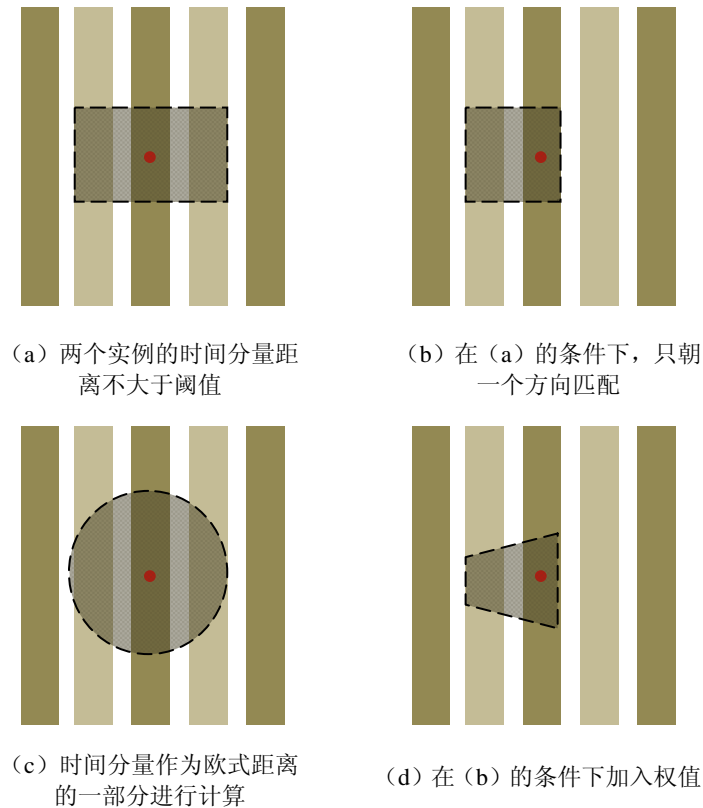 （a）两个实例的时间分量距
离不大于阈值
（b）在（a）的条件下，只朝
一个方向匹配
（c）时间分量作为欧式距离
的一部分进行计算
（d）在（b）的条件下加入权值